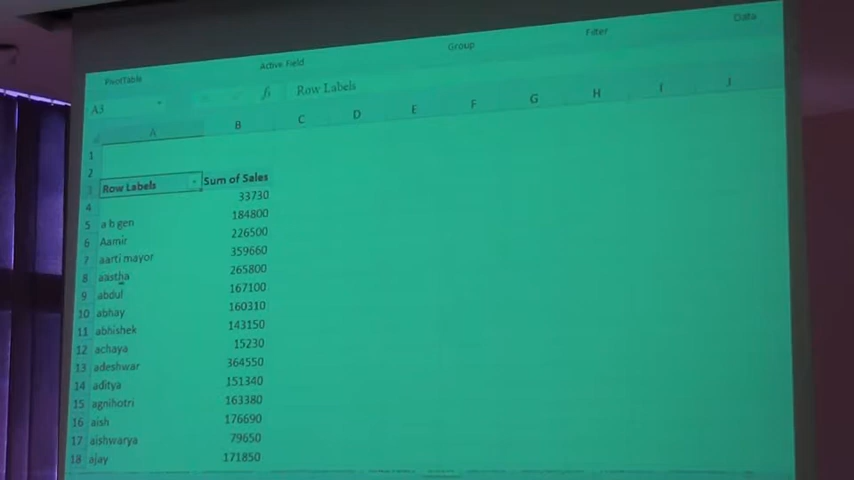 PivotTable Active Field Group Filter Data
A3 fx Row Labels
A B C D E F G H I J
1
2
3 Row Labels Sum of Sales
4 33730
5 a b gen 184800
6 Aamir 226500
7 aarti mayor 359660
8 aastha 265800
9 abdul 167100
10 abhay 160310
11 abhishek 143150
12 achaya 15230
13 adeshwar 364550
14 aditya 151340
15 agnihotri 163380
16 aish 176690
17 aishwarya 79650
18 ajay 171850